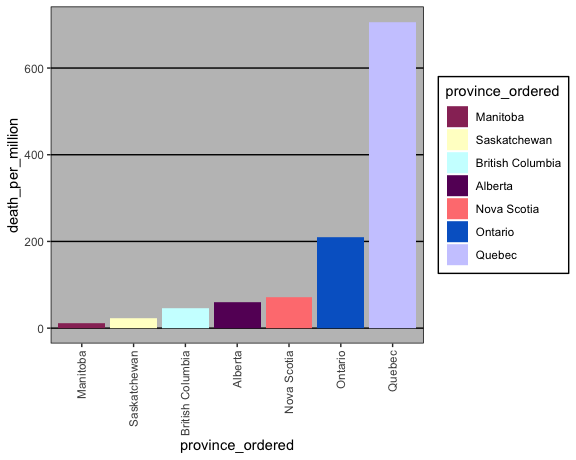 death_per_million
600
400
200
0
Manitoba
Saskatchewan
British Columbia
Alberta
Nova Scotia
Ontario
Quebec
province_ordered
province_ordered
Manitoba
Saskatchewan
British Columbia
Alberta
Nova Scotia
Ontario
Quebec